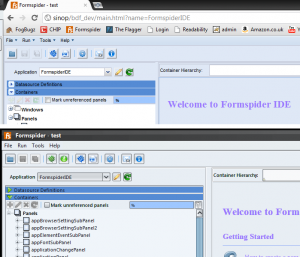 Formspider - test
sinop/bdf_dev/main.html?name=FormspiderIDE
FogBugz CHIP Formspider The Flagger Login Readability admin Amazon.co.uk
File Run Tools
Application FormspiderIDE
Container Hierarchy:
Datasource Definitions
Containers
Mark unreferenced panels %
Windows
Panels
Welcome to Formspider IDE
Formspider - test
File Run Tools Help
Application FormspiderIDE
Container Hierarchy:
Datasource Definitions
Containers
Mark unreferenced panels %
Panels
appBrowserSettingSubPanel
appBrowserSettingSubPanel2
appElementEventSubPanel
appFontSubPanel
applicationChangePanel
Welcome to Form
Getting Started